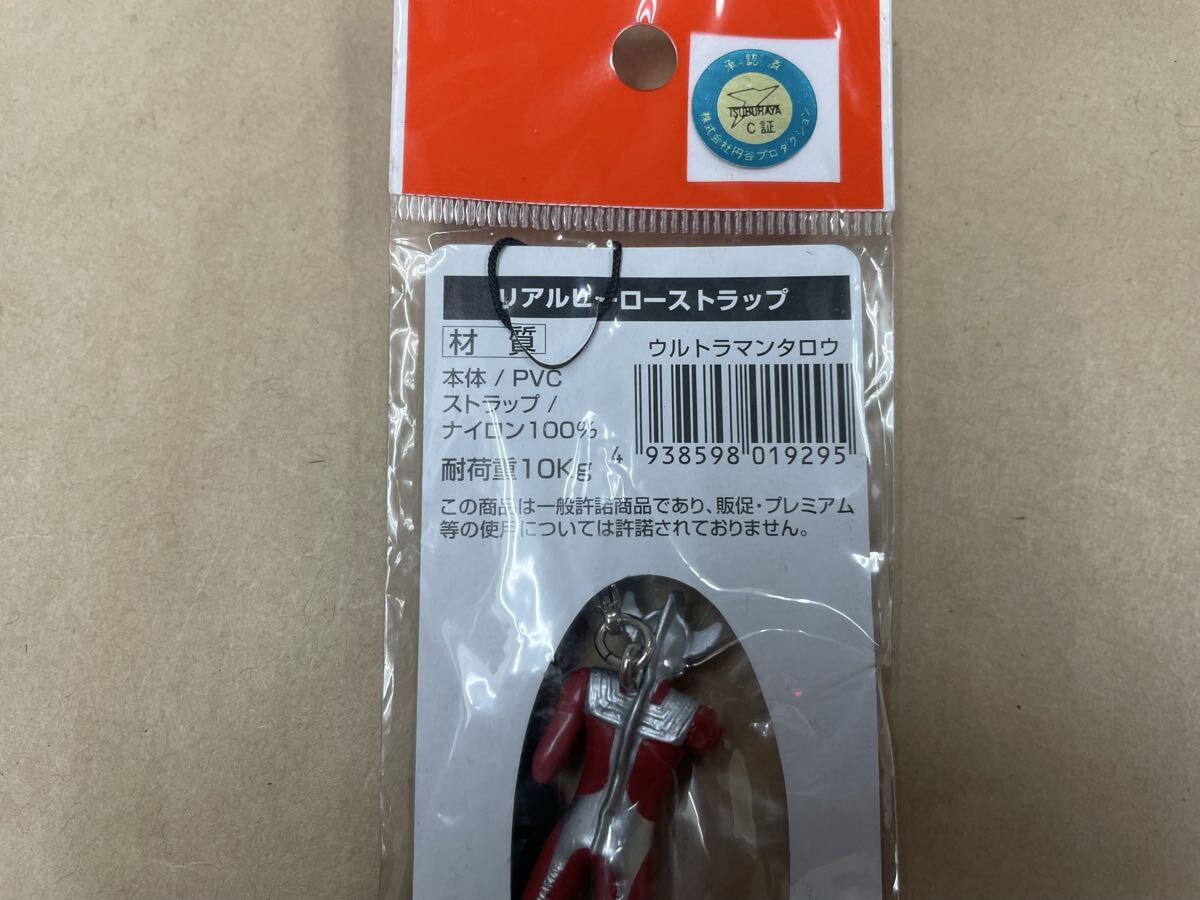 承認済
TSUBURAYA
C証
株式会社円谷プロダクション
リアルヒーローストラップ
材 質
ウルトラマンタロウ
本体 / PVC
ストラップ /
ナイロン100%
耐荷重10Kg
4 938598 019295
この商品は一般許諾商品であり、販促・プレミアム
等の使用については許諾されておりません。